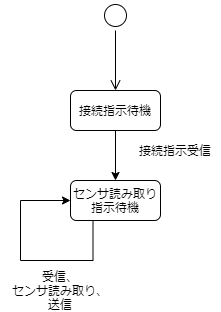 接続指示待機
接続指示受信
センサ読み取り
指示待機
受信、
センサ読み取り、
送信